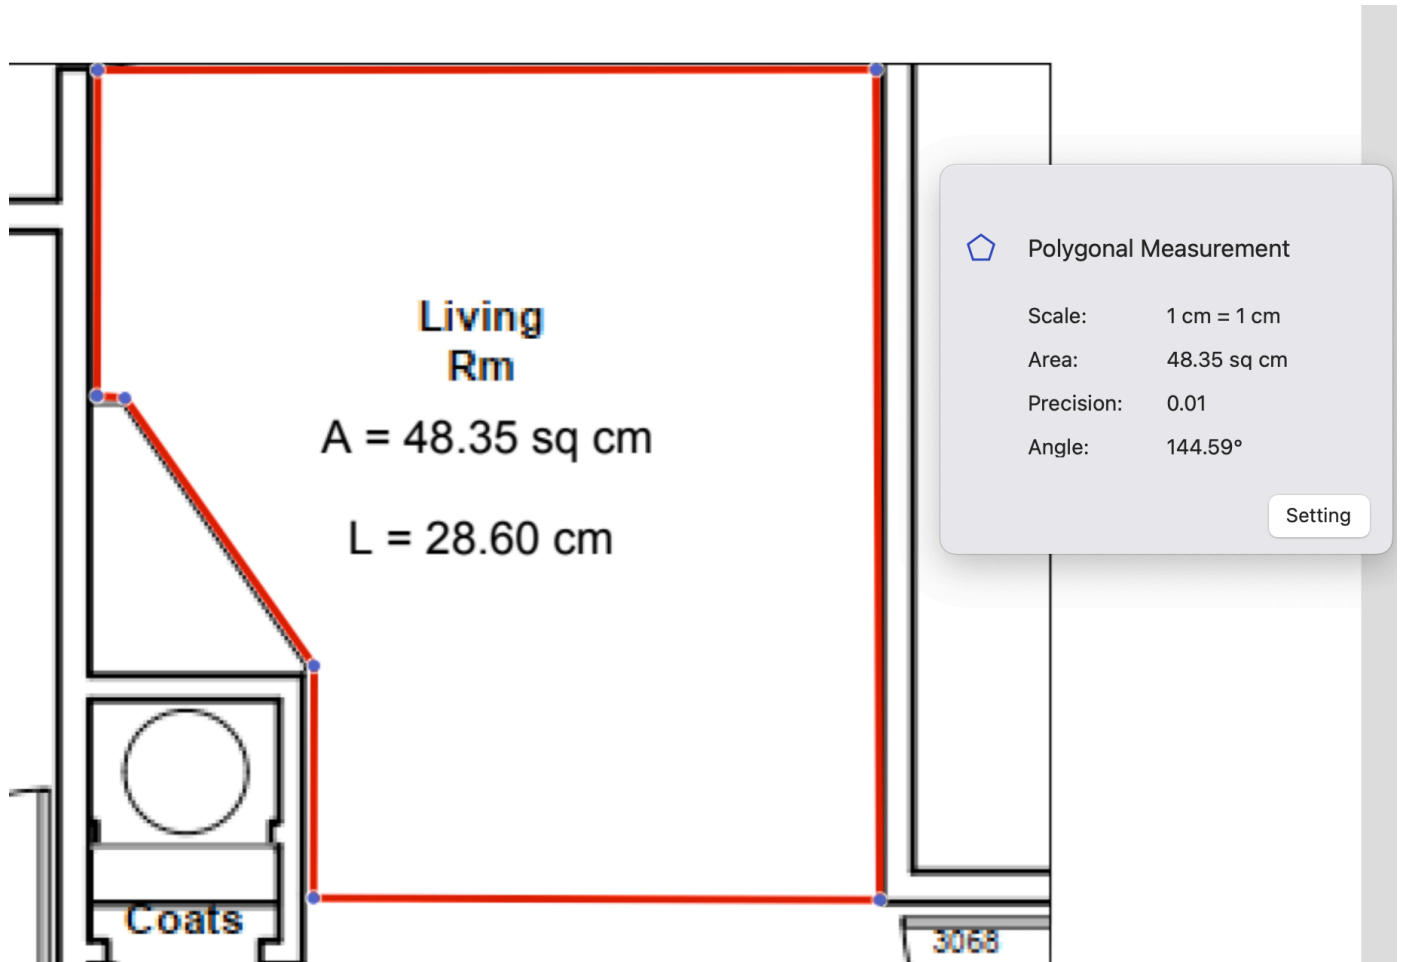 Living
Rm
A = 48.35 sq cm
L = 28.60 cm
Coats
3068
Polygonal Measurement
Scale: 1 cm = 1 cm
Area: 48.35 sq cm
Precision: 0.01
Angle: 144.59°
Setting